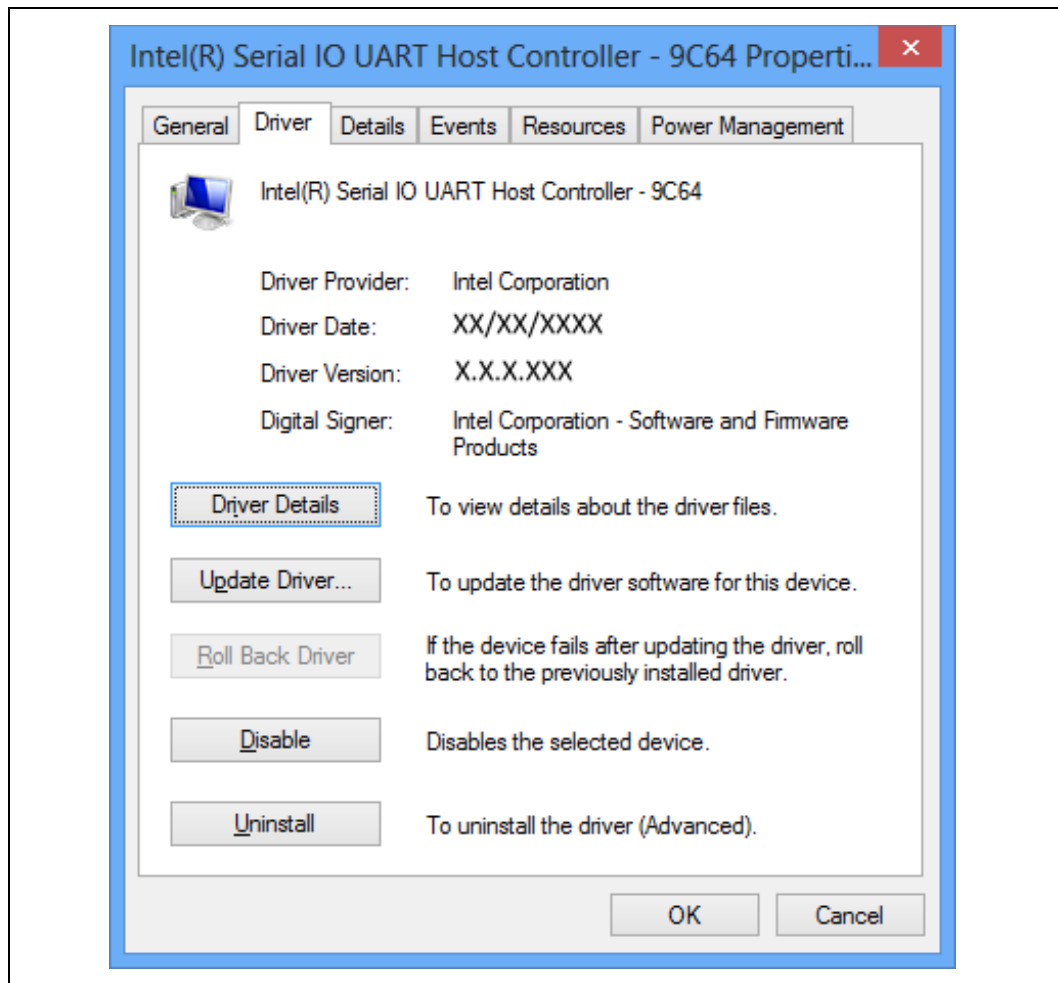 Intel(R) Serial IO UART Host Controller - 9C64 Properti...
General Driver Details Events Resources Power Management
Intel(R) Serial IO UART Host Controller - 9C64
Driver Provider: Intel Corporation
Driver Date: XX/XX/XXXX
Driver Version: X.X.X.XXX
Digital Signer: Intel Corporation - Software and Firmware
Products
Driver Details To view details about the driver files.
Update Driver... To update the driver software for this device.
Roll Back Driver If the device fails after updating the driver, roll
back to the previously installed driver.
Disable Disables the selected device.
Uninstall To uninstall the driver (Advanced).
OK Cancel